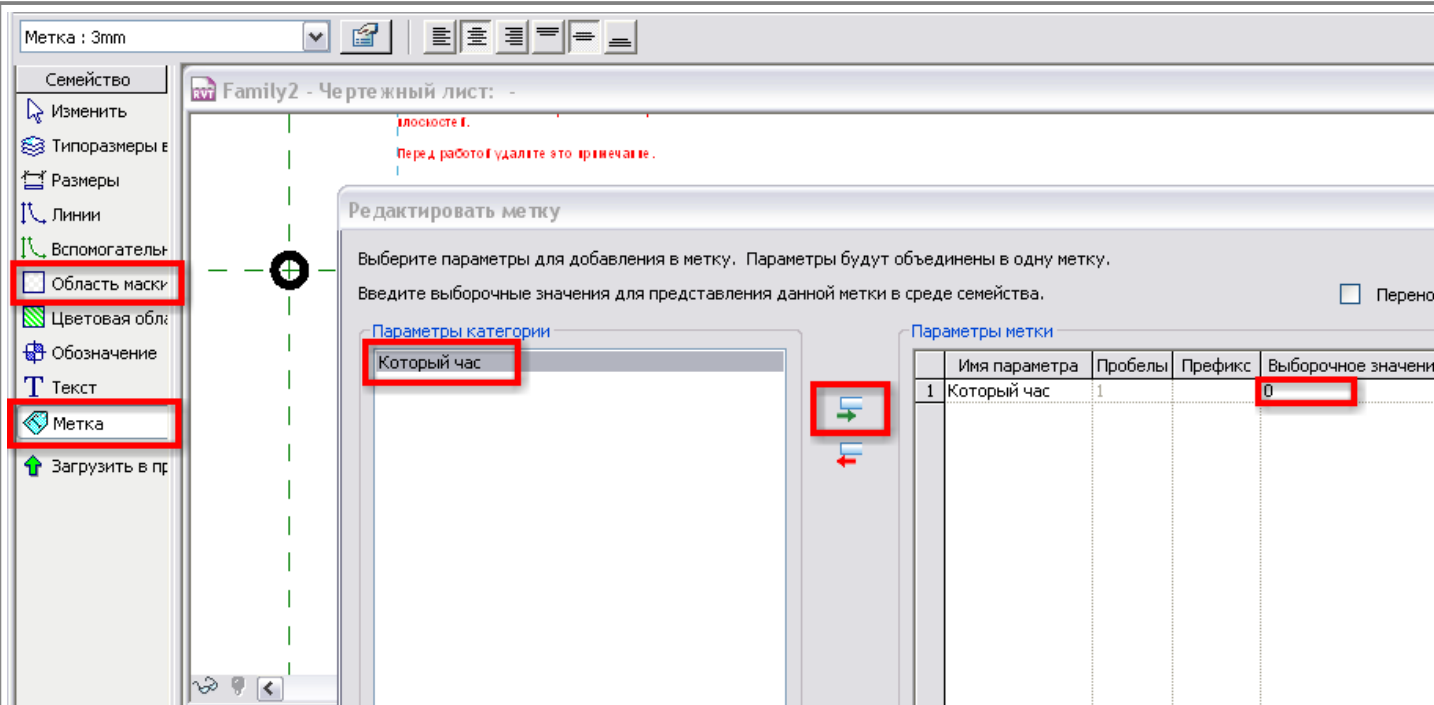 Метка : 3mm
Семейство
Family2 - Чертежный лист: -
Изменить
Типоразмеры в
Размеры
Линии
Вспомогательн
Область маски
Цветовая обла
Обозначение
Текст
Метка
Загрузить в пр
плоскостей.
Перед работой удалите это примечание.
Редактировать метку
Выберите параметры для добавления в метку. Параметры будут объединены в одну метку.
Введите выборочные значения для представления данной метки в среде семейства.
Перено
Параметры категории
Который час
Параметры метки
Имя параметра Пробелы Префикс Выборочное значени
1 Который час 1 0